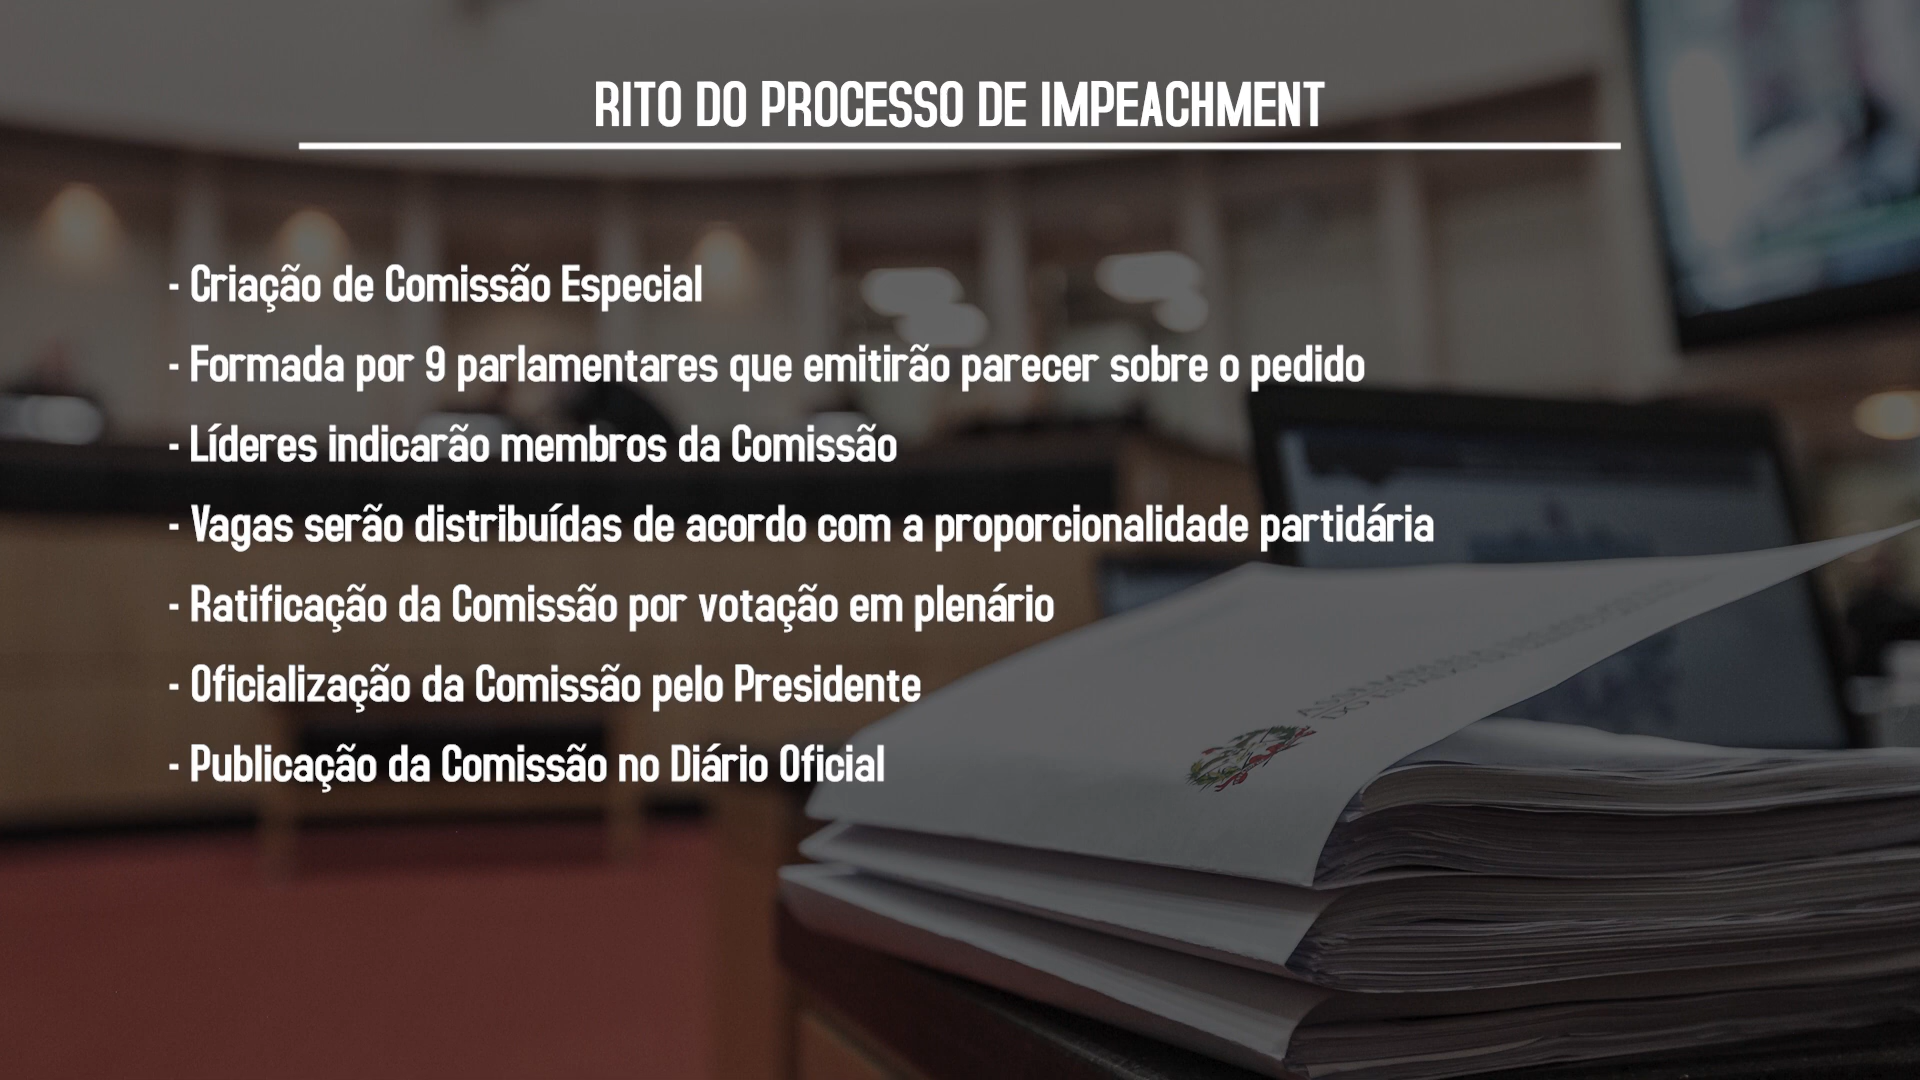 RITO DO PROCESSO DE IMPEACHMENT
- Criação de Comissão Especial
- Formada por 9 parlamentares que emitirão parecer sobre o pedido
- Líderes indicarão membros da Comissão
- Vagas serão distribuídas de acordo com a proporcionalidade partidária
- Ratificação da Comissão por votação em plenário
- Oficialização da Comissão pelo Presidente
- Publicação da Comissão no Diário Oficial